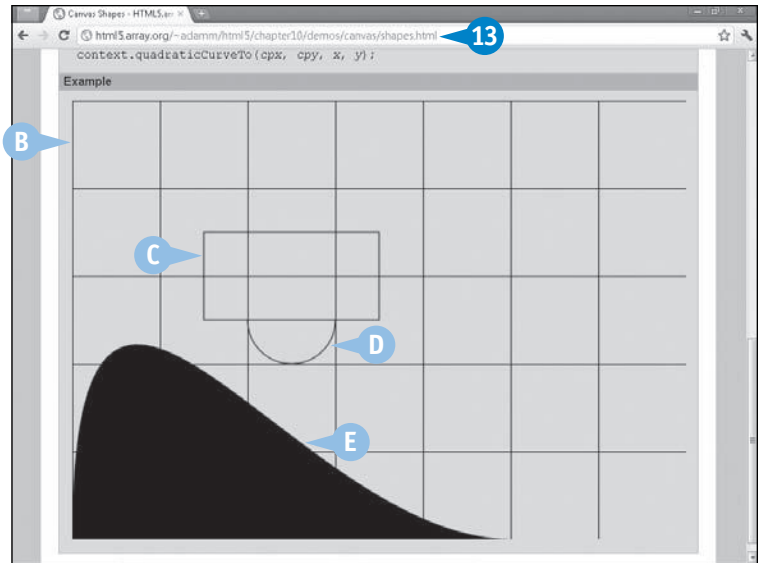 Canvas Shapes - HTML5.arr
html5.array.org/~adamm/html5/chapter10/demos/canvas/shapes.html
13
context.quadraticCurveTo(cpx, cpy, x, y);
Example
B
C
D
E